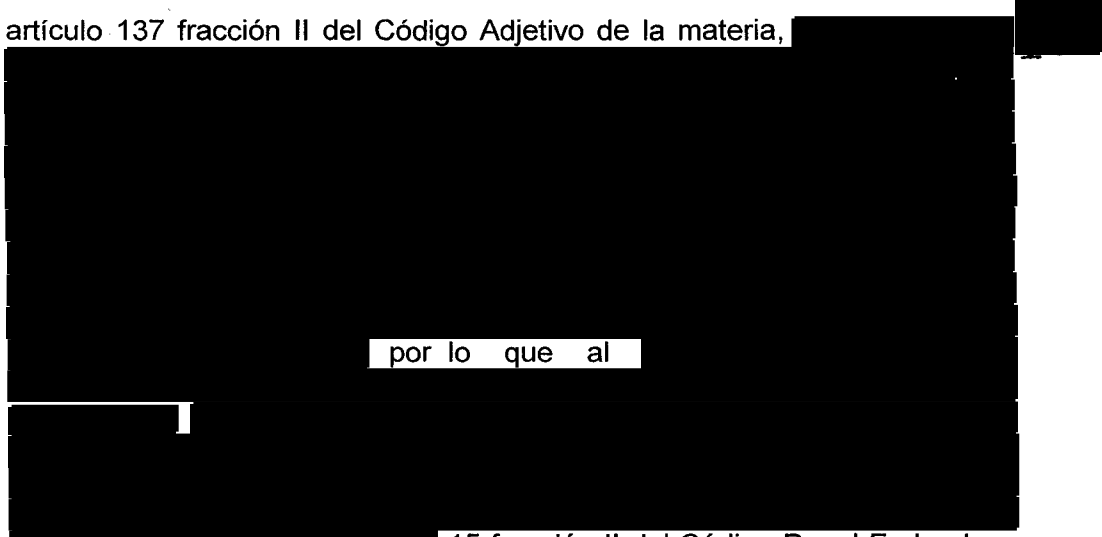 artículo 137 fracción II del Código Adjetivo de la materia,
por lo que al
15 fracción II del Código Penal Federal